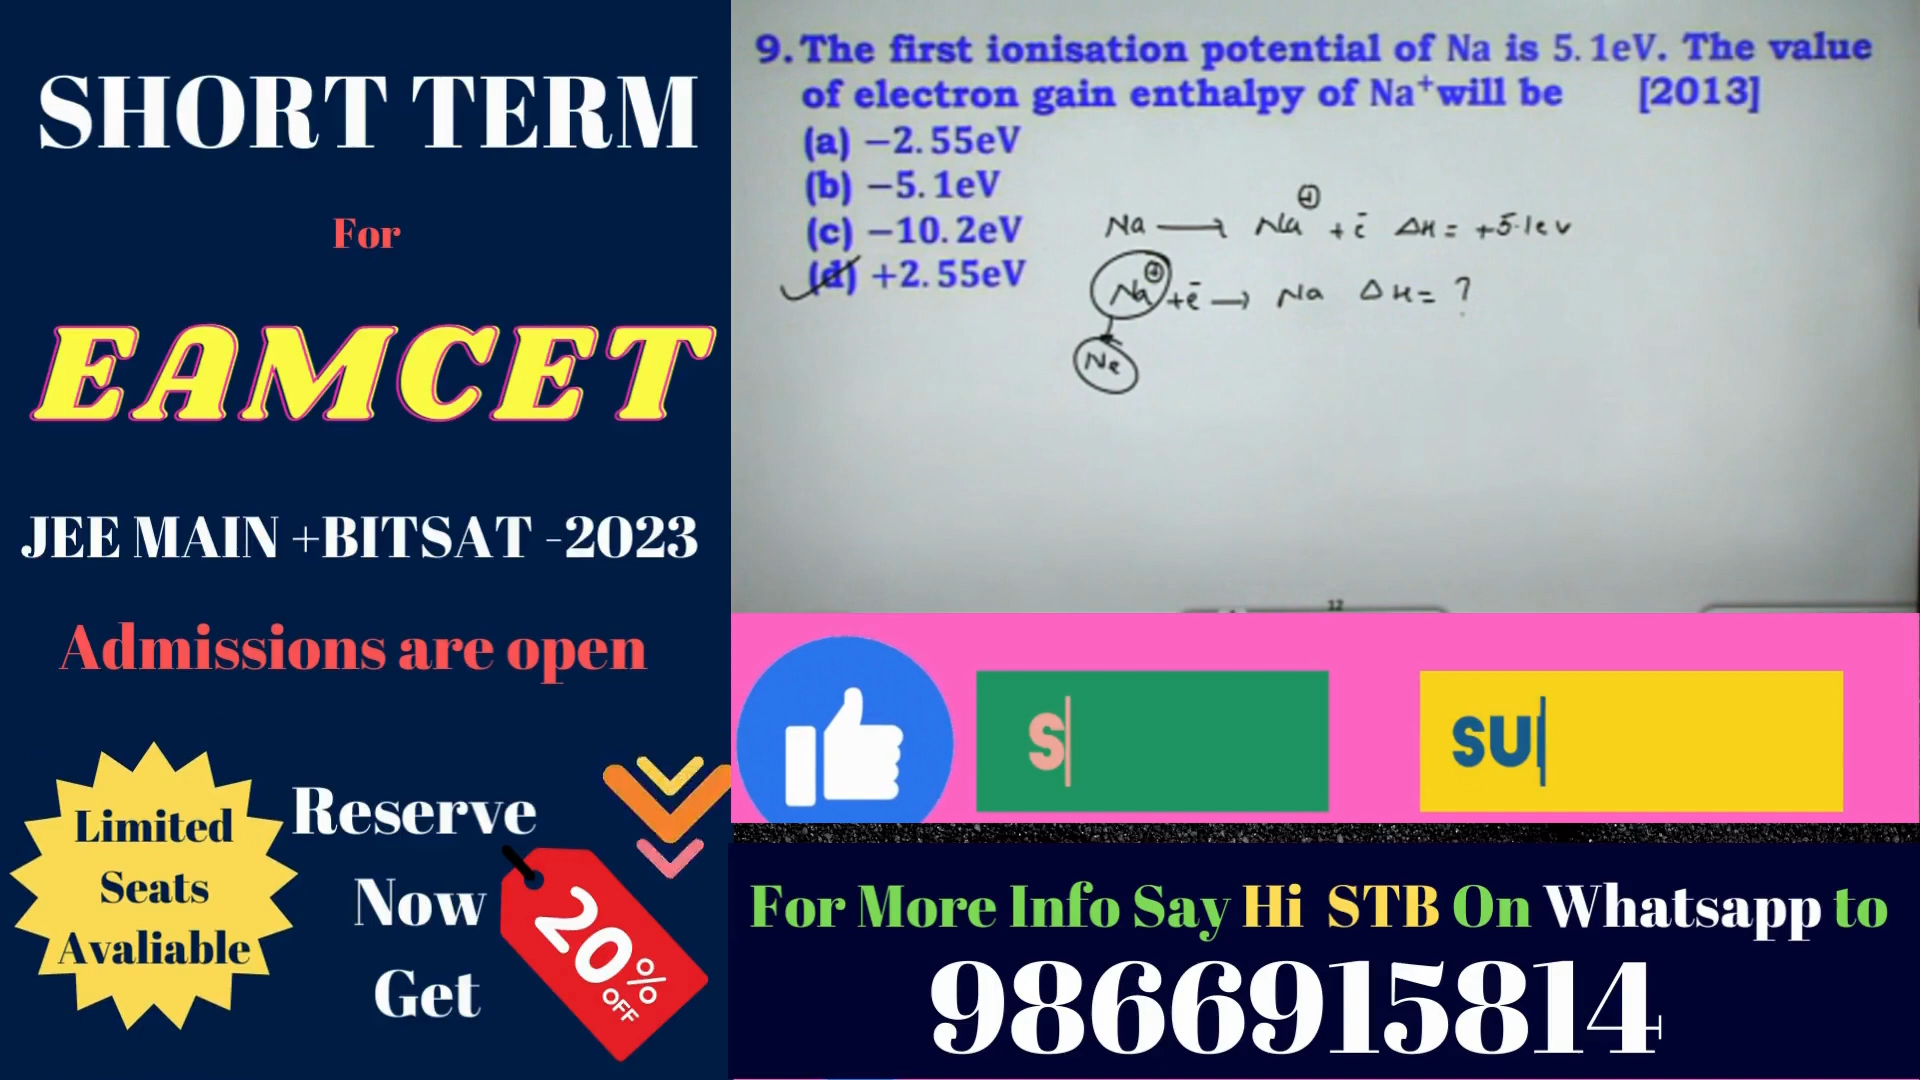 SHORT TERM
For
EAMCET
JEE MAIN +BITSAT -2023
Admissions are open
Limited
Seats
Avaliable
Reserve
Now
Get
20%
OFF
9. The first ionisation potential of Na is 5.1eV. The value
of electron gain enthalpy of Na⁺ will be [2013]
(a) −2.55eV
(b) −5.1eV
(c) −10.2eV
(d) +2.55eV
Na ⟶ Na⊕ + ē ΔH = +5.1ev
Na⊕ + ē ⟶ Na ΔH = ?
Ne
12
S
SU
For More Info Say Hi STB On Whatsapp to
9866915814